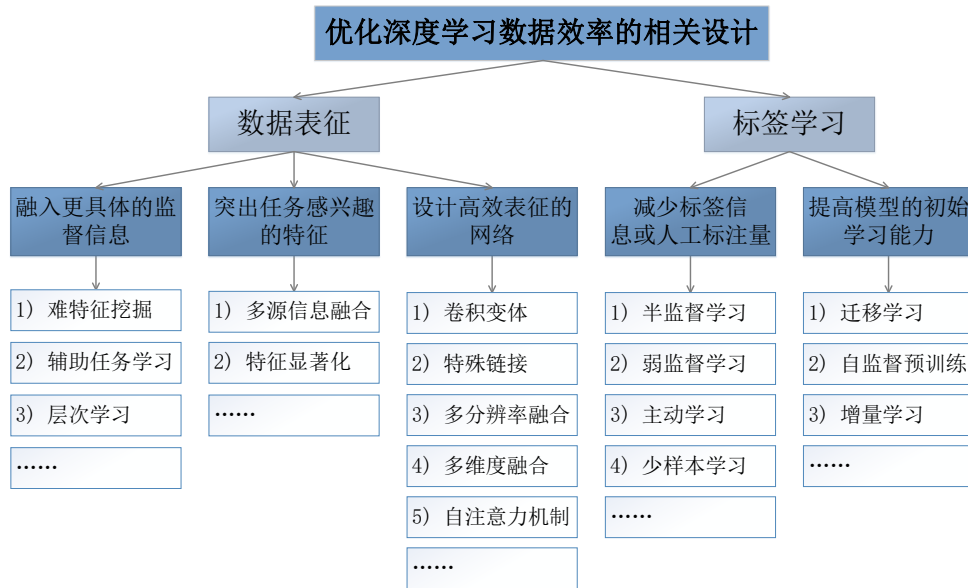 优化深度学习数据效率的相关设计
数据表征
标签学习
融入更具体的监
督信息
突出任务感兴趣
的特征
设计高效表征的
网络
减少标签信
息或人工标注量
提高模型的初始
学习能力
1) 难特征挖掘
2) 辅助任务学习
3) 层次学习
……
1) 多源信息融合
2) 特征显著化
……
1) 卷积变体
2) 特殊链接
3) 多分辨率融合
4) 多维度融合
5) 自注意力机制
……
1) 半监督学习
2) 弱监督学习
3) 主动学习
4) 少样本学习
……
1) 迁移学习
2) 自监督预训练
3) 增量学习
……